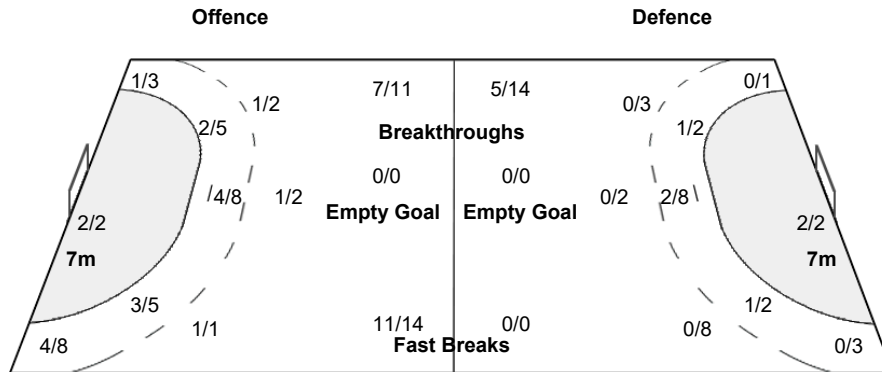 Offence Defence
1/3 7/11 5/14 0/1
1/2 0/3
2/5 Breakthroughs 1/2
0/0 0/0
4/8 1/2 0/2 2/8
Empty Goal Empty Goal
2/2 2/2
7m 7m
3/5 1/2
1/1 11/14 0/0 0/8
4/8 Fast Breaks 0/3